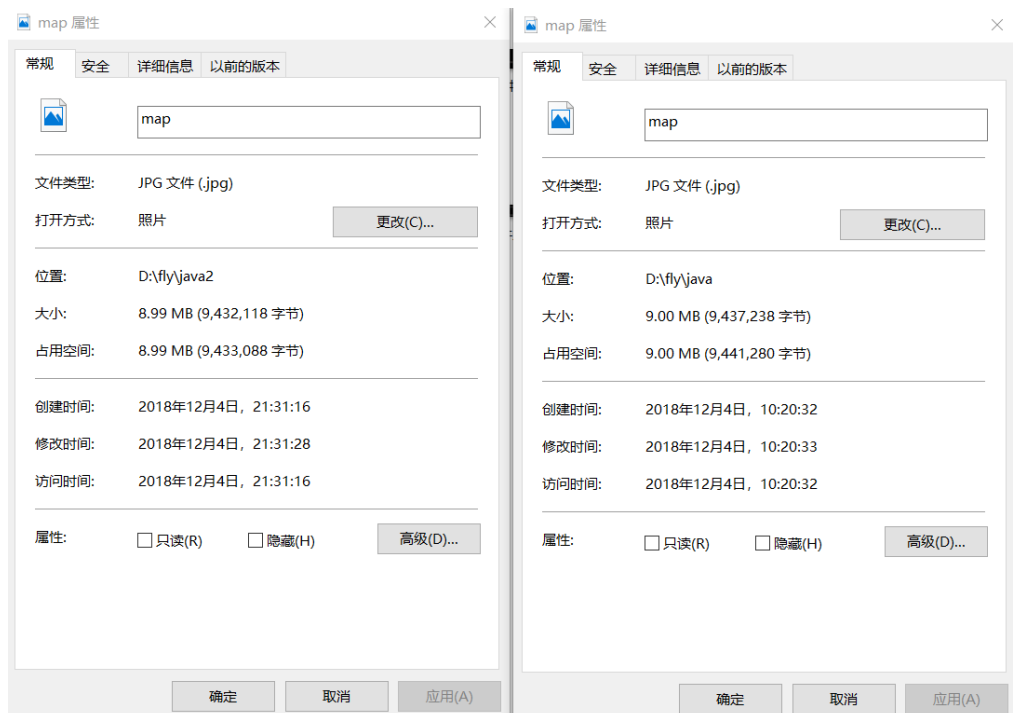 map 属性
常规
安全
详细信息
以前的版本
map
文件类型:
JPG 文件 (.jpg)
打开方式:
照片
更改(C)...
位置:
D:\fly\java2
大小:
8.99 MB (9,432,118 字节)
占用空间:
8.99 MB (9,433,088 字节)
创建时间:
2018年12月4日，21:31:16
修改时间:
2018年12月4日，21:31:28
访问时间:
2018年12月4日，21:31:16
属性:
只读(R)
隐藏(H)
高级(D)...
确定
取消
应用(A)
map 属性
常规
安全
详细信息
以前的版本
map
文件类型:
JPG 文件 (.jpg)
打开方式:
照片
更改(C)...
位置:
D:\fly\java
大小:
9.00 MB (9,437,238 字节)
占用空间:
9.00 MB (9,441,280 字节)
创建时间:
2018年12月4日，10:20:32
修改时间:
2018年12月4日，10:20:33
访问时间:
2018年12月4日，10:20:32
属性:
只读(R)
隐藏(H)
高级(D)...
确定
取消
应用(A)